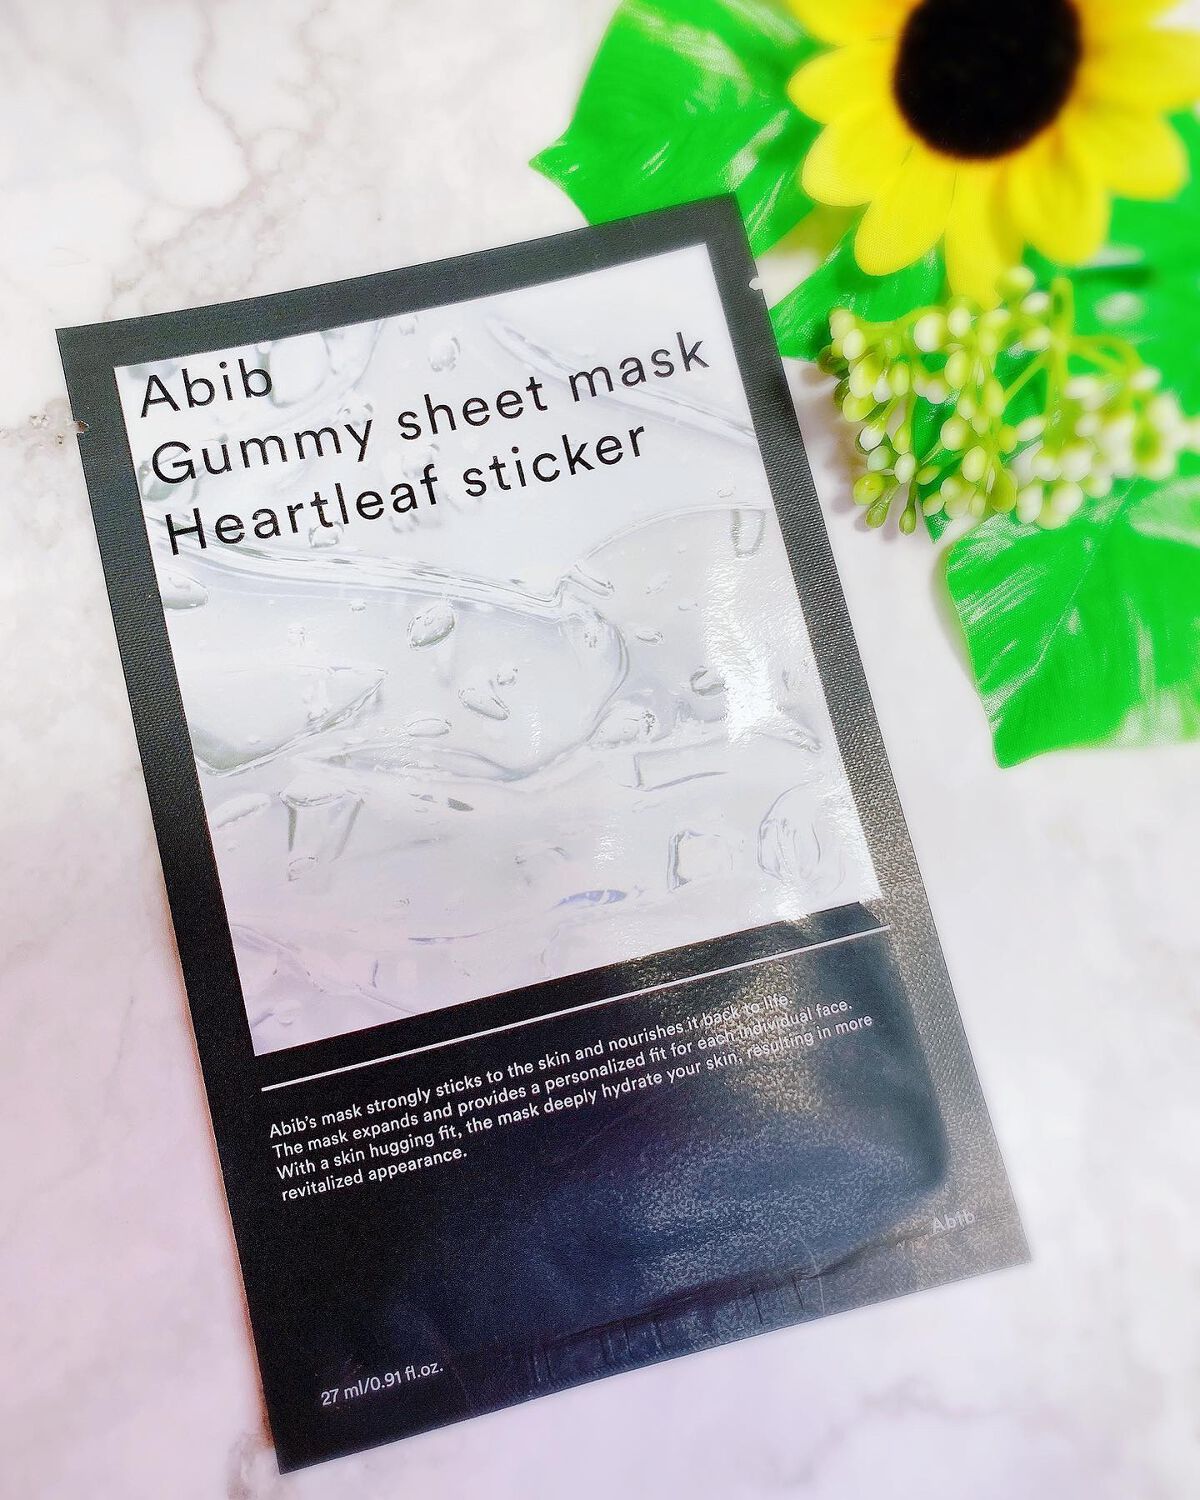 Abib
Gummy sheet mask
Heartleaf sticker
Abib's mask strongly sticks to the skin and nourishes it back to life.
The mask expands and provides a personalized fit for each individual face.
With a skin hugging fit, the mask deeply hydrate your skin, resulting in more
revitalized appearance.
Abib
27 ml/0.91 fl.oz.